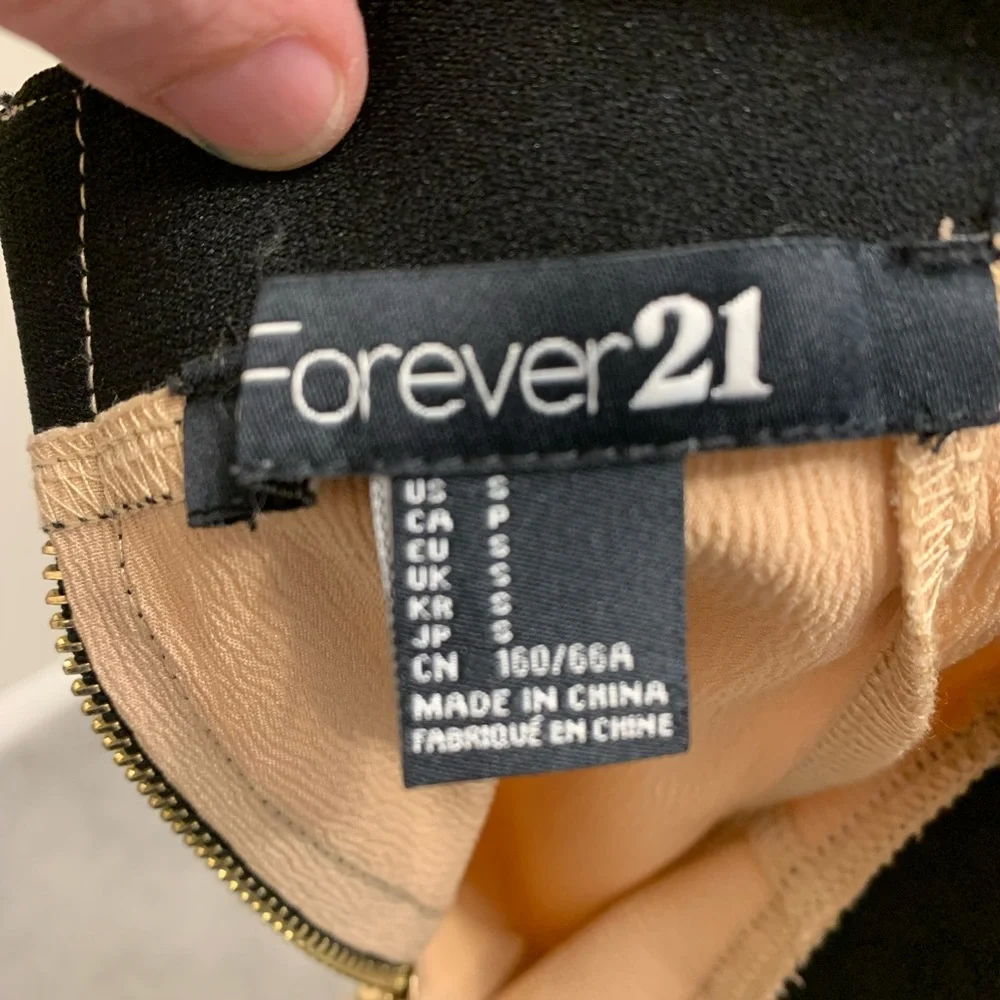 Forever21
US S
CA P
EU S
UK S
KR S
JP S
CN 160/66A
MADE IN CHINA
FABRIQUÉ EN CHINE